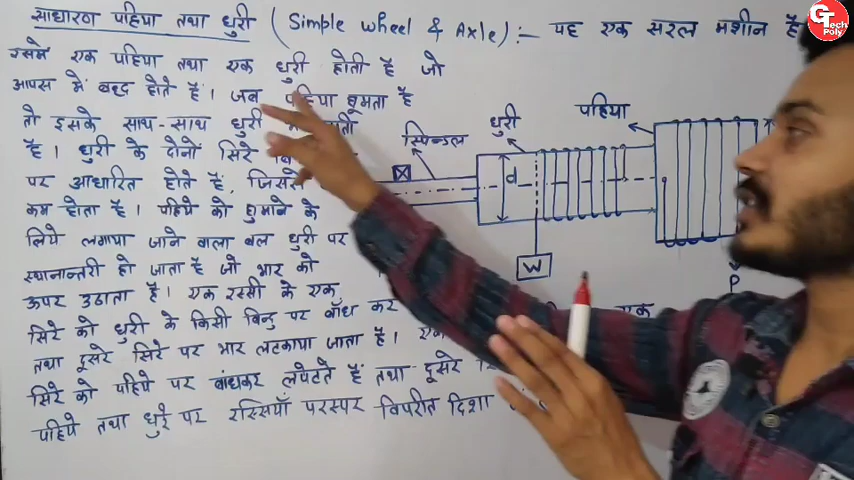 साधारण पहिया तथा धुरी ( Simple Wheel & Axle ) :- यह एक सरल मशीन है
इसमें एक पहिया तथा एक धुरी होती है जो
आपस में बद्ध होते हैं। जब पहिया घूमता है
तो इसके साथ-साथ धुरी
है। धुरी के दोनों सिरे
पर आधारित होते हैं, जिससे
कम होता है। पहिये को घुमाने के
लिये लगाया जाने वाला बल धुरी पर
स्थानान्तरी हो जाता है जो भार को
ऊपर उठाता है। एक रस्सी के एक
सिरे को धुरी के किसी बिन्दु पर बाँध कर एक
तथा दूसरे सिरे पर भार लटकाया जाता है।
सिरे को पहिये पर बांधकर लपेटते हैं तथा दूसरे
पहिये तथा धुरे पर रस्सियाँ परस्पर विपरीत दिशा
स्पिन्डल
धुरी
पहिया
d
W
P
G
Tech
Poly